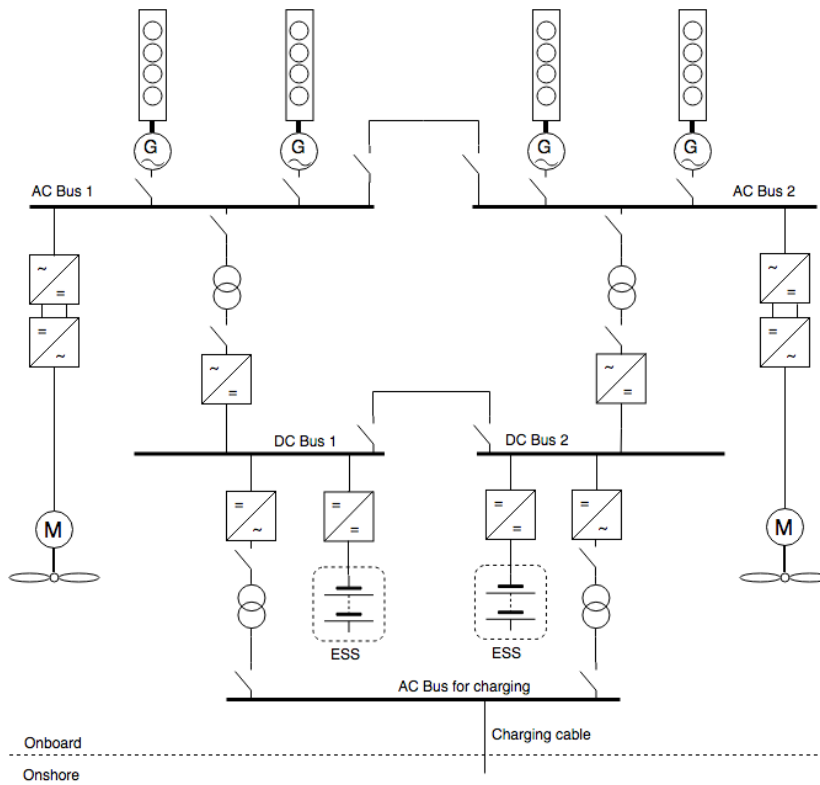 G
G
G
G
AC Bus 1
AC Bus 2
~
=
=
~
~
=
~
=
~
=
=
~
DC Bus 1
DC Bus 2
=
~
=
=
=
=
=
~
M
M
ESS
ESS
AC Bus for charging
Charging cable
Onboard
Onshore